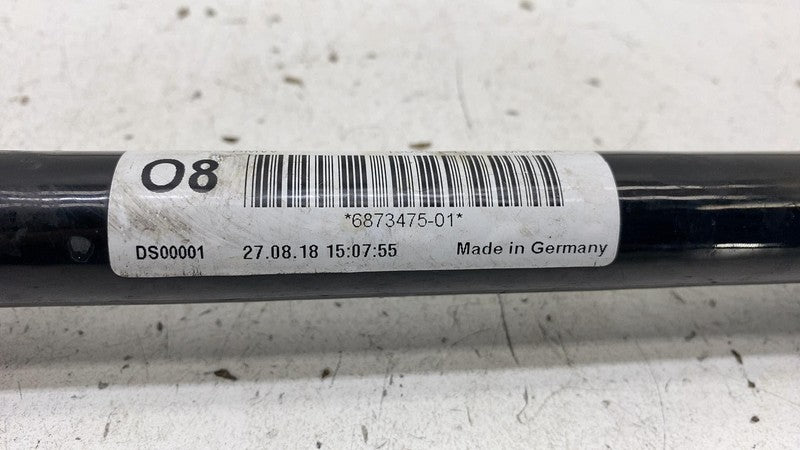 O8
*6873475-01*
DS00001 27.08.18 15:07:55 Made in Germany